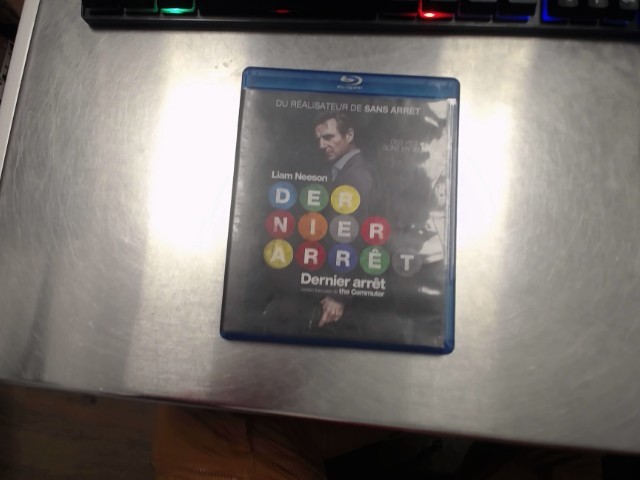 DU RÉALISATEUR DE SANS ARRÊT
Liam Neeson
DER
NIER
ARRÊT
Dernier arrêt
the Commuter